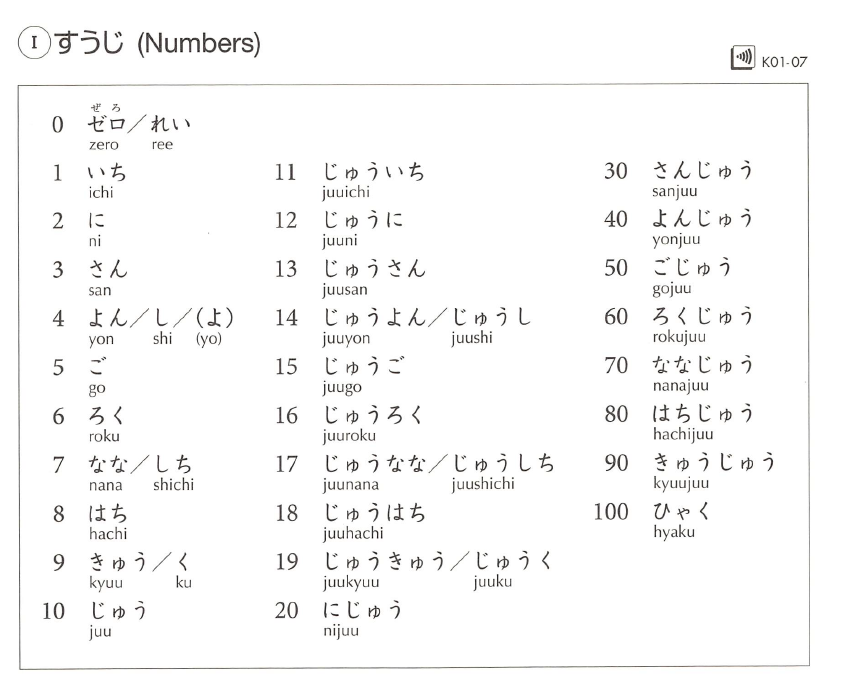 I すうじ (Numbers)
K01-07
ぜろ
0 ゼロ/れい
zero ree
1 いち 11 じゅういち 30 さんじゅう
ichi juuichi sanjuu
2 に 12 じゅうに 40 よんじゅう
ni juuni yonjuu
3 さん 13 じゅうさん 50 ごじゅう
san juusan gojuu
4 よん/し/(よ) 14 じゅうよん/じゅうし 60 ろくじゅう
yon shi (yo) juuyon juushi rokujuu
5 ご 15 じゅうご 70 ななじゅう
go juugo nanajuu
6 ろく 16 じゅうろく 80 はちじゅう
roku juuroku hachijuu
7 なな/しち 17 じゅうなな/じゅうしち 90 きゅうじゅう
nana shichi juunana juushichi kyuujuu
8 はち 18 じゅうはち 100 ひゃく
hachi juuhachi hyaku
9 きゅう/く 19 じゅうきゅう/じゅうく
kyuu ku juukyuu juuku
10 じゅう 20 にじゅう
juu nijuu